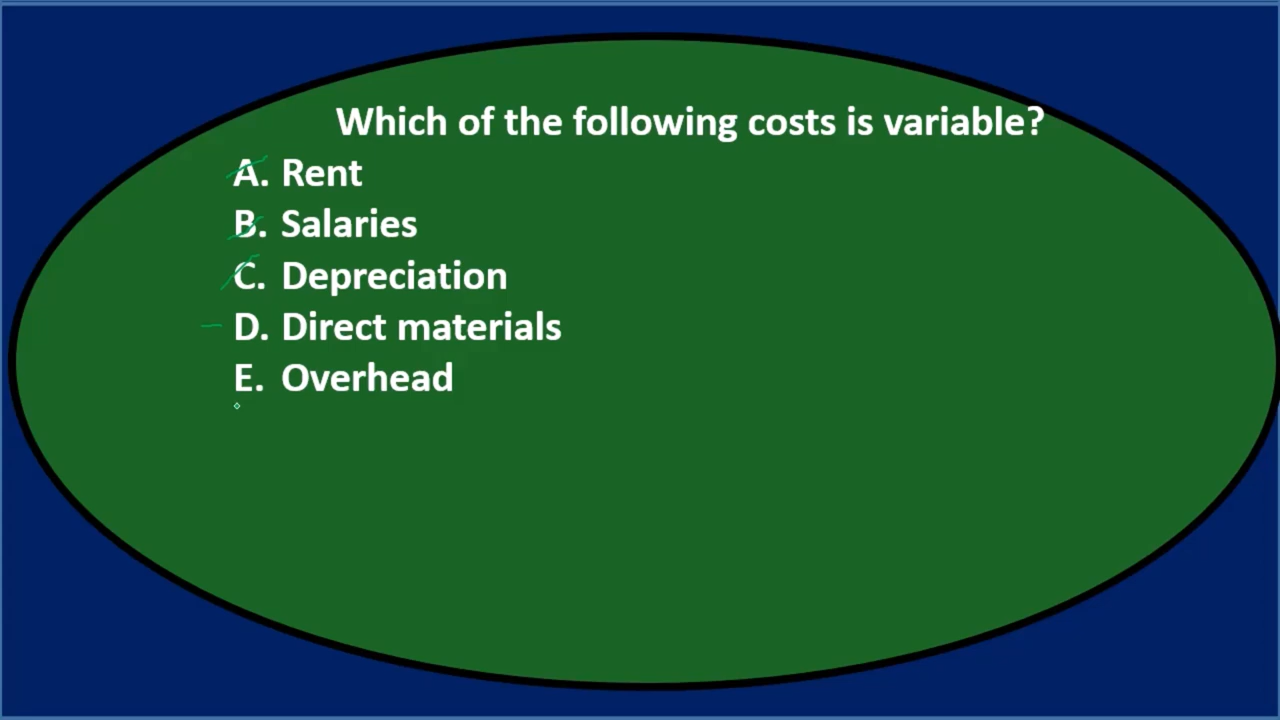 Which of the following costs is variable?
A. Rent
B. Salaries
C. Depreciation
D. Direct materials
E. Overhead